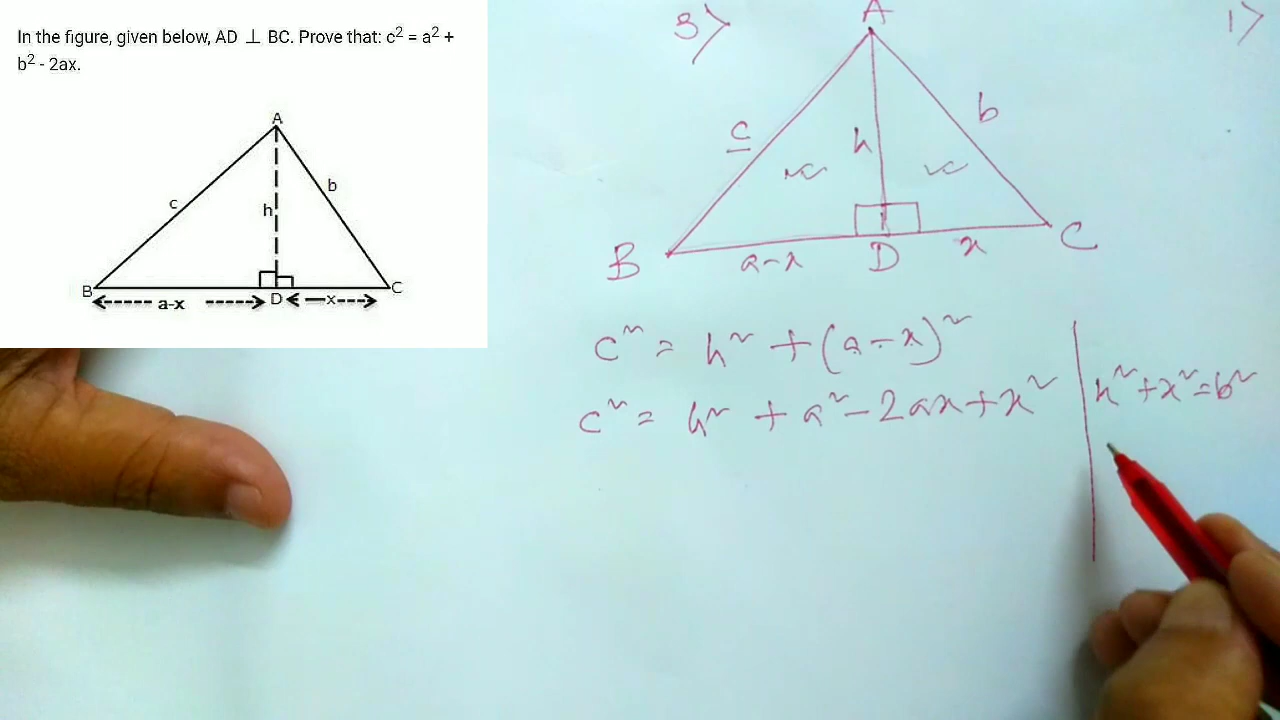 In the figure, given below, AD ⊥ BC. Prove that: c² = a² +
b² - 2ax.
A
c
b
h
B
a-x
D
x
C
3)
1)
A
c
b
h
B
a-x
D
x
C
c² = h² + (a-x)²
c² = h² + a² - 2ax + x²
h² + x² = b²